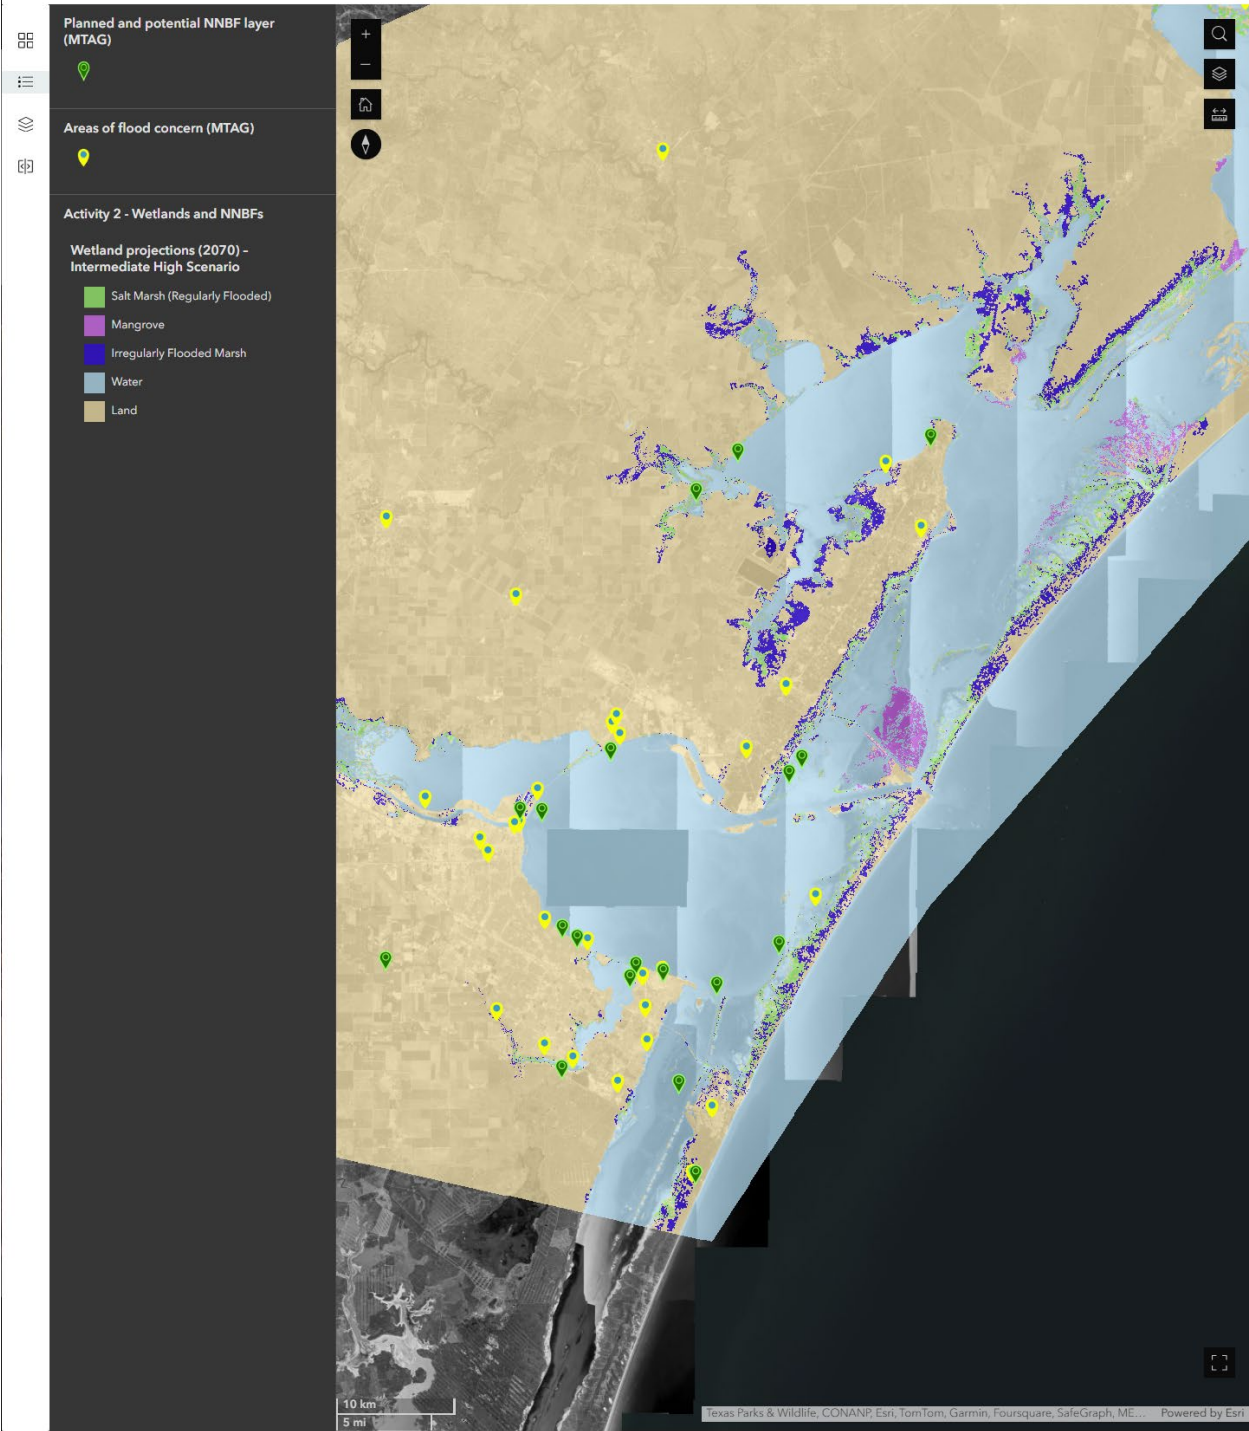 Planned and potential NNBF layer
(MTAG)
Areas of flood concern (MTAG)
Activity 2 - Wetlands and NNBFs
Wetland projections (2070) –
Intermediate High Scenario
Salt Marsh (Regularly Flooded)
Mangrove
Irregularly Flooded Marsh
Water
Land
10 km
5 mi
Texas Parks & Wildlife, CONANP, Esri, TomTom, Garmin, Foursquare, SafeGraph, ME... Powered by Esri